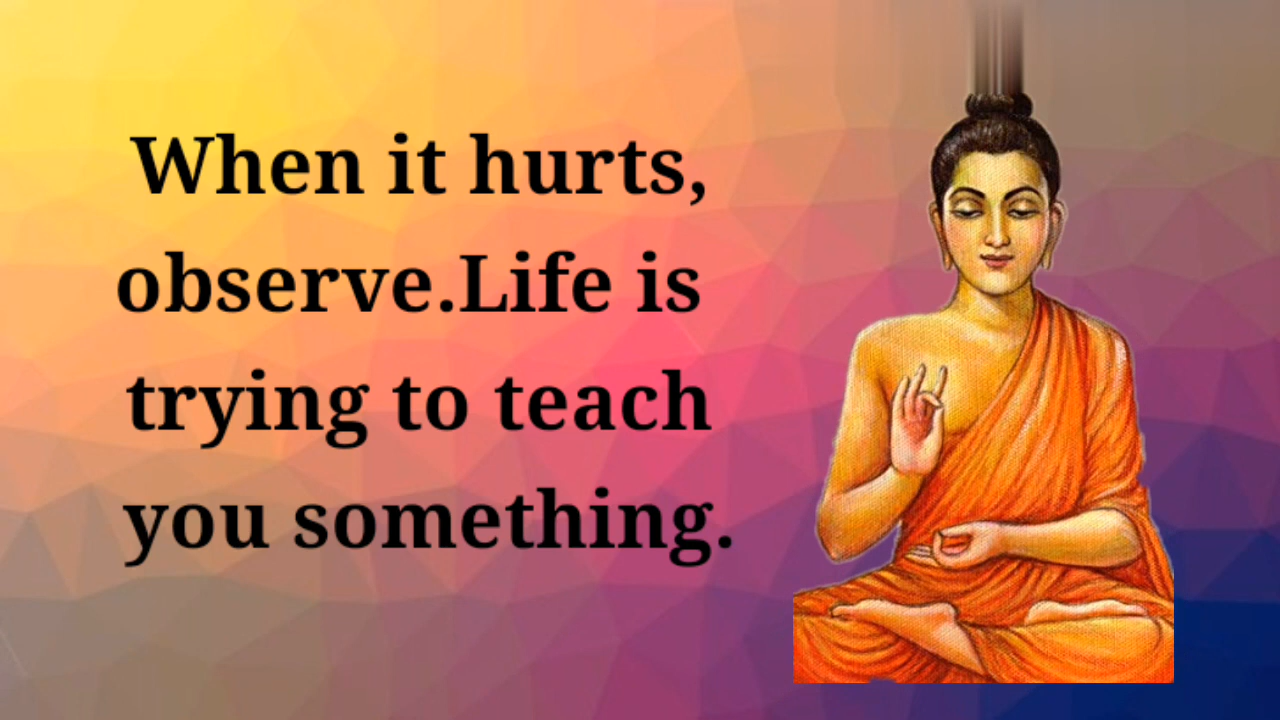 When it hurts,
observe.Life is
trying to teach
you something.